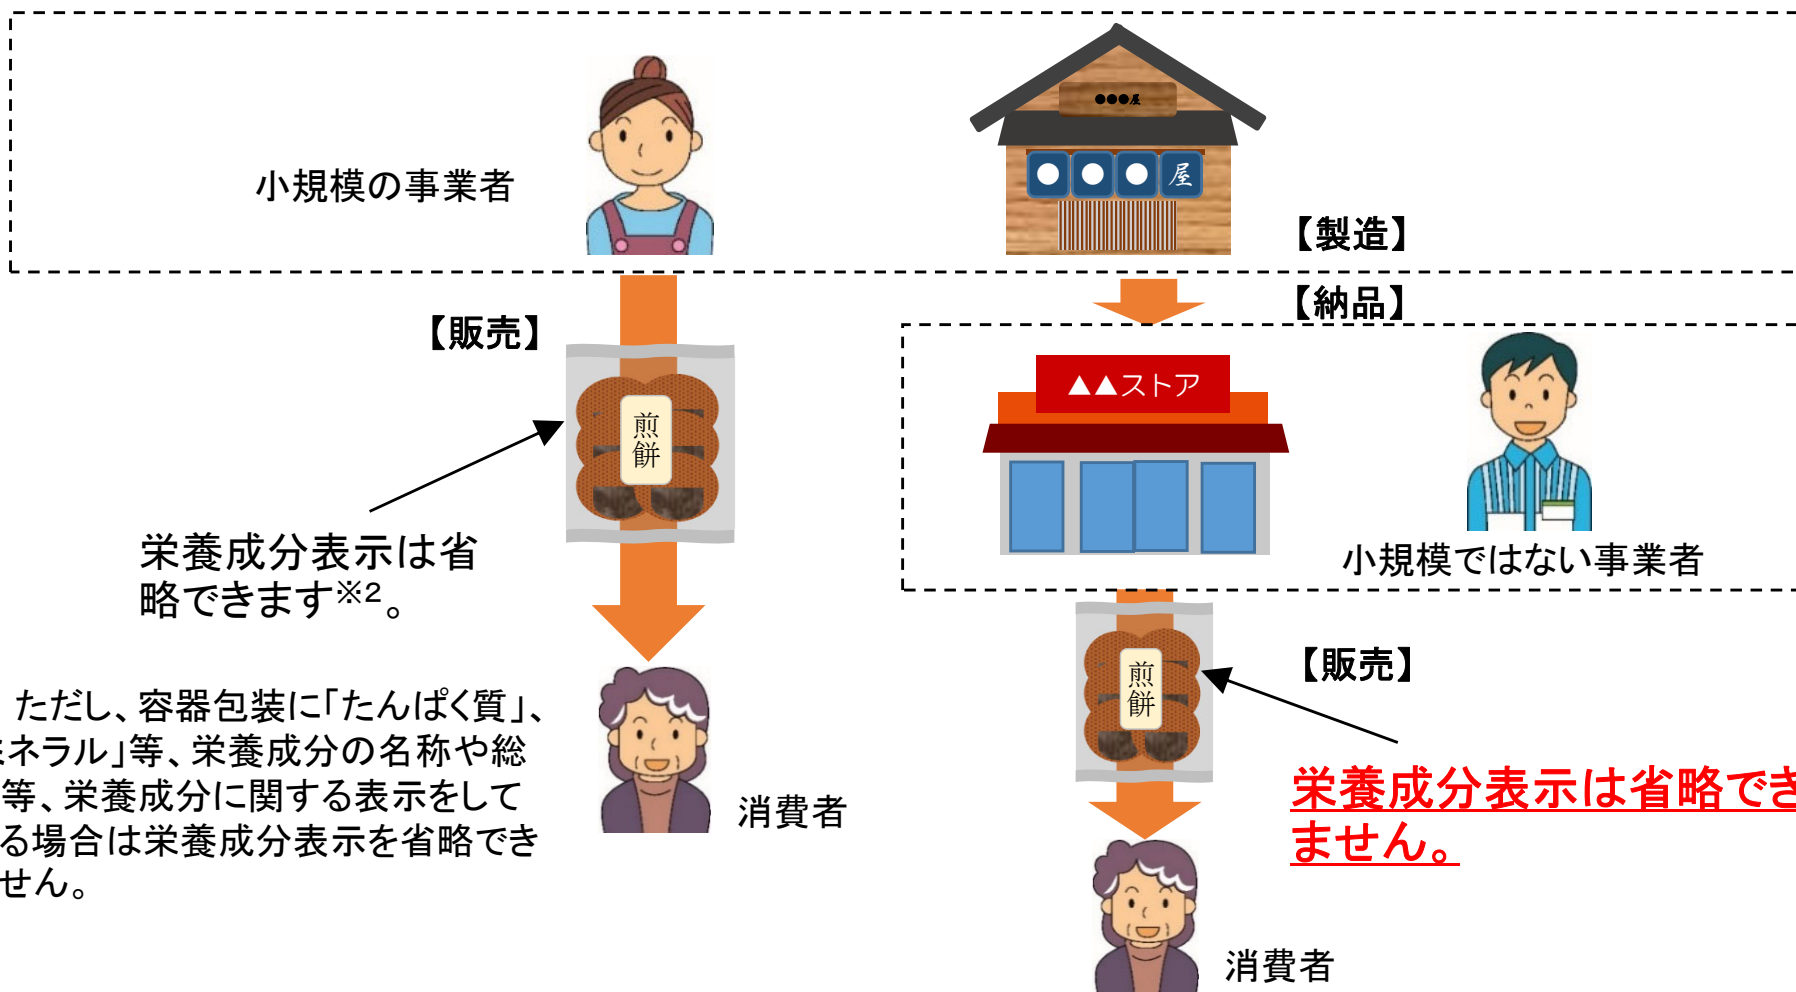 ●●●屋
屋
小規模の事業者
【製造】
【納品】
【販売】
▲▲ストア
煎餅
小規模ではない事業者
栄養成分表示は省
略できます※2。
【販売】
煎餅
ただし、容器包装に「たんぱく質」、
ミネラル」等、栄養成分の名称や総
等、栄養成分に関する表示をして
る場合は栄養成分表示を省略でき
せん。
消費者
栄養成分表示は省略でき
ません。
消費者